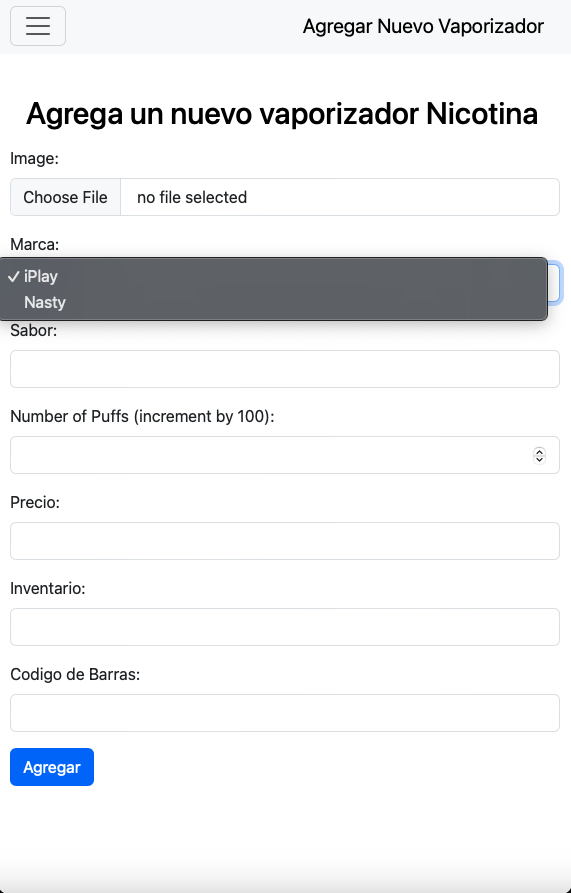 Agregar Nuevo Vaporizador
Agrega un nuevo vaporizador Nicotina
Image:
Choose File no file selected
Marca:
✓ iPlay
Nasty
Sabor:
Number of Puffs (increment by 100):
Precio:
Inventario:
Codigo de Barras:
Agregar